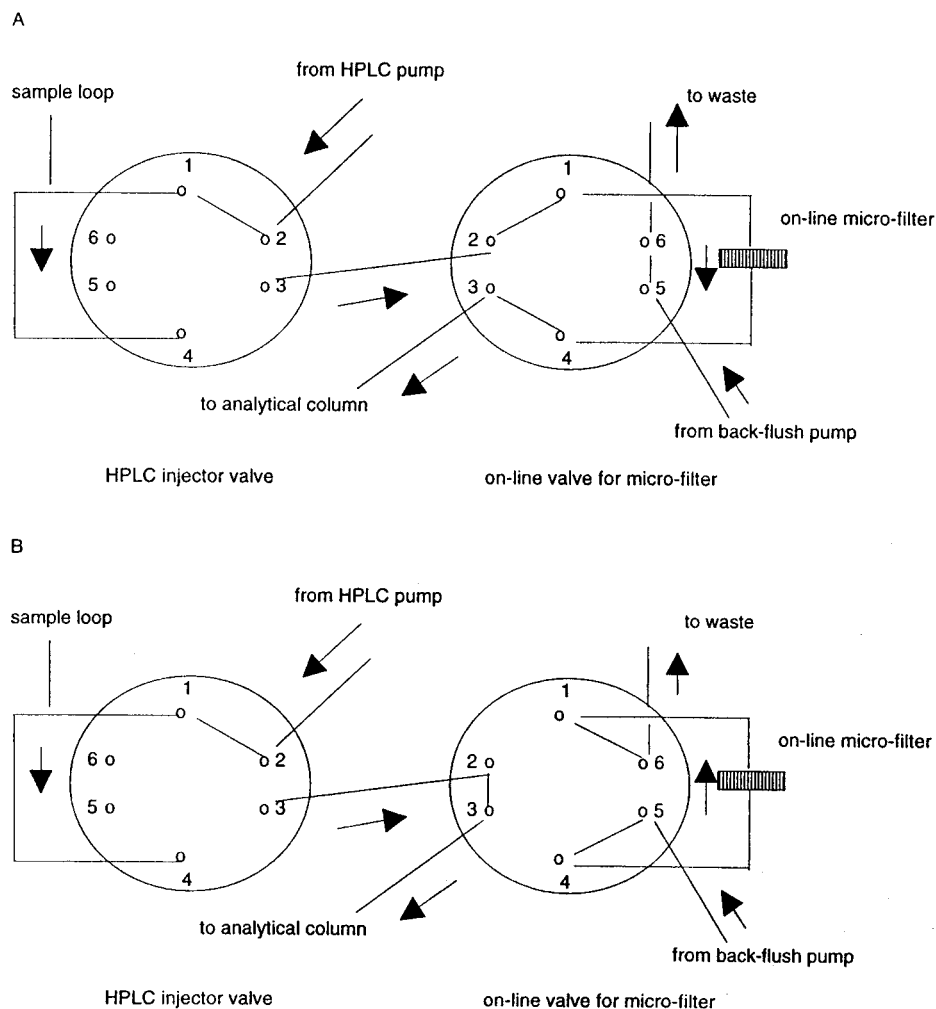 A
from HPLC pump
sample loop
to waste
1
1
on-line micro-filter
6 2
2 6
5 3
3 5
4
4
to analytical column
from back-flush pump
HPLC injector valve
on-line valve for micro-filter
B
from HPLC pump
sample loop
to waste
1
1
on-line micro-filter
6 2
2 6
5 3
3 5
4
4
to analytical column
from back-flush pump
HPLC injector valve
on-line valve for micro-filter